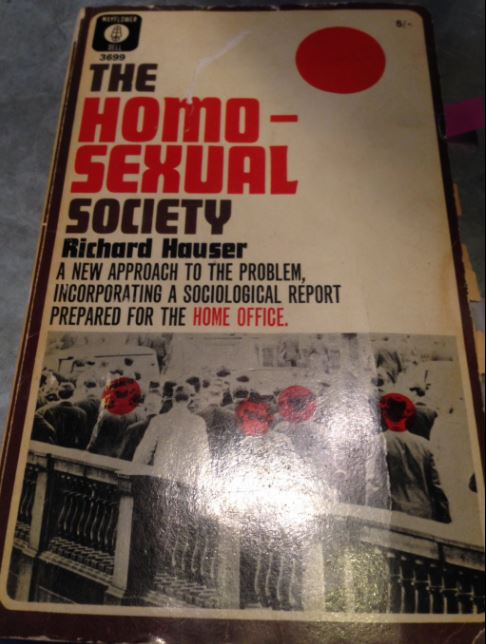 MAYFLOWER
DELL
3699
5/-
THE
HOMO-
SEXUAL
SOCIETY
Richard Hauser
A NEW APPROACH TO THE PROBLEM,
INCORPORATING A SOCIOLOGICAL REPORT
PREPARED FOR THE HOME OFFICE.